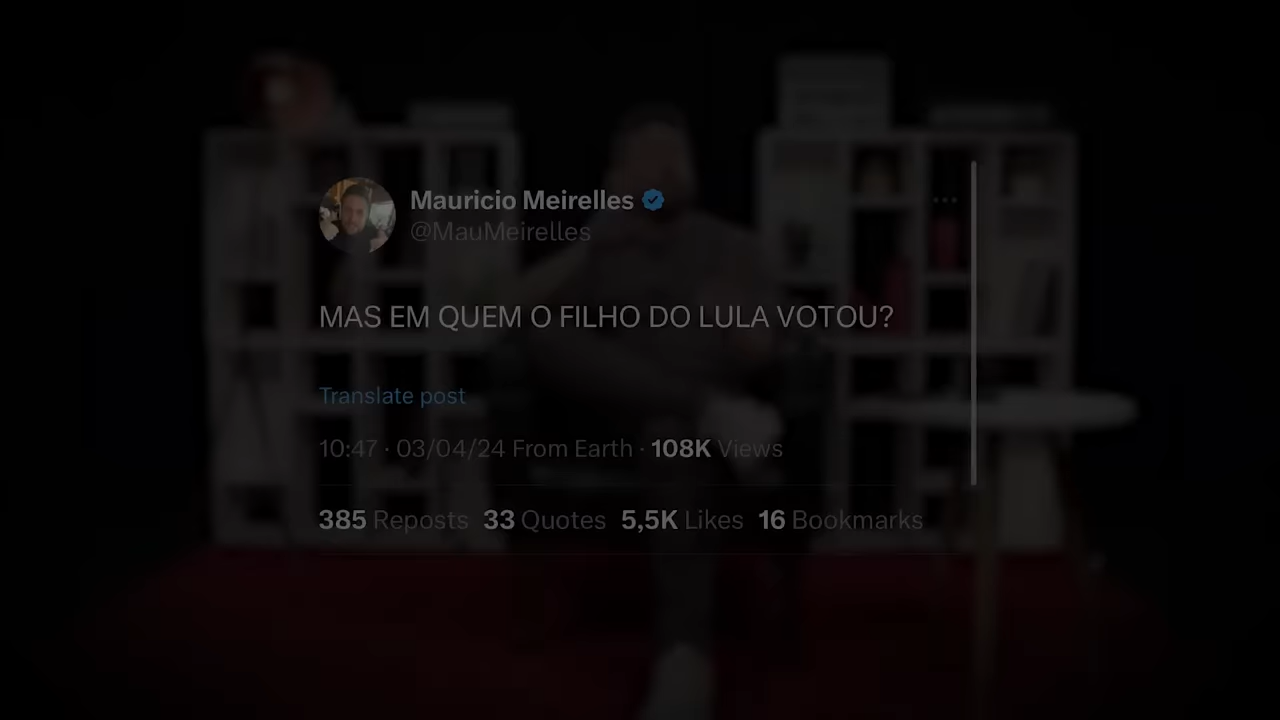 Mauricio Meirelles
@MauMeirelles
MAS EM QUEM O FILHO DO LULA VOTOU?
Translate post
10:47 · 03/04/24 From Earth · 108K Views
385 Reposts 33 Quotes 5,5K Likes 16 Bookmarks